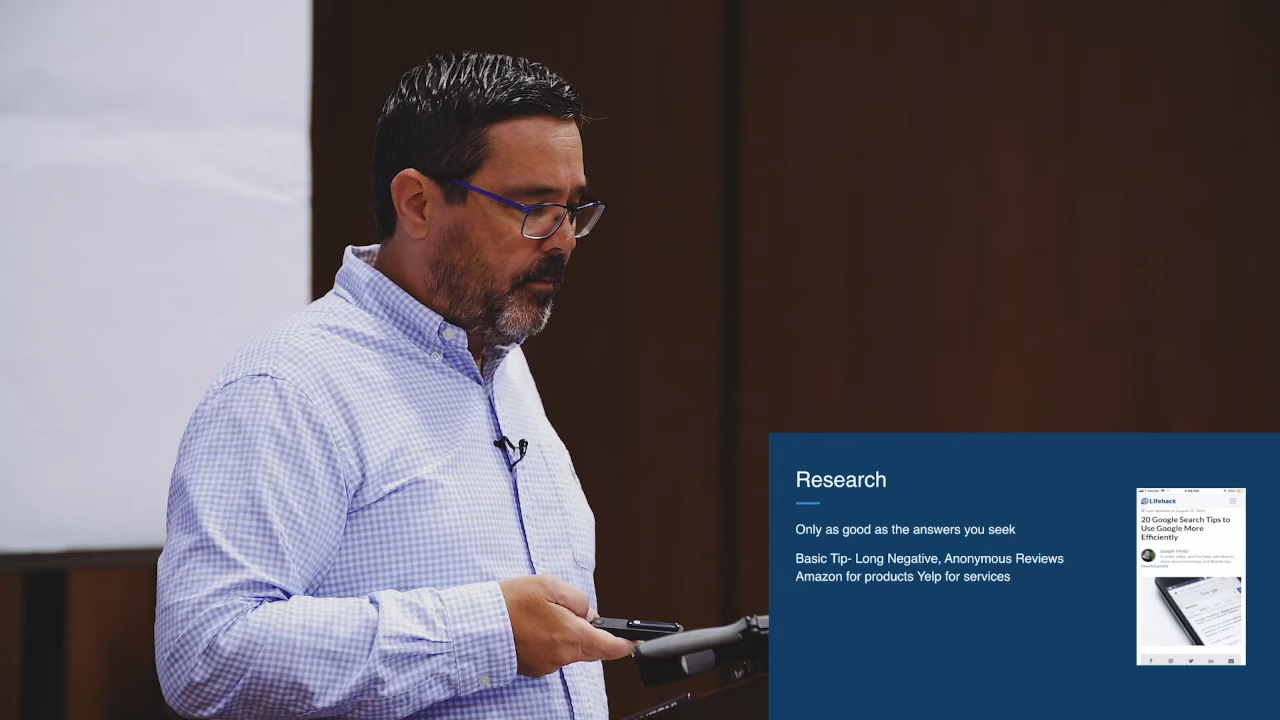 Research
Only as good as the answers you seek
Basic Tip- Long Negative, Anonymous Reviews
Amazon for products Yelp for services
Lifehack
20 Google Search Tips to
Use Google More
Efficiently